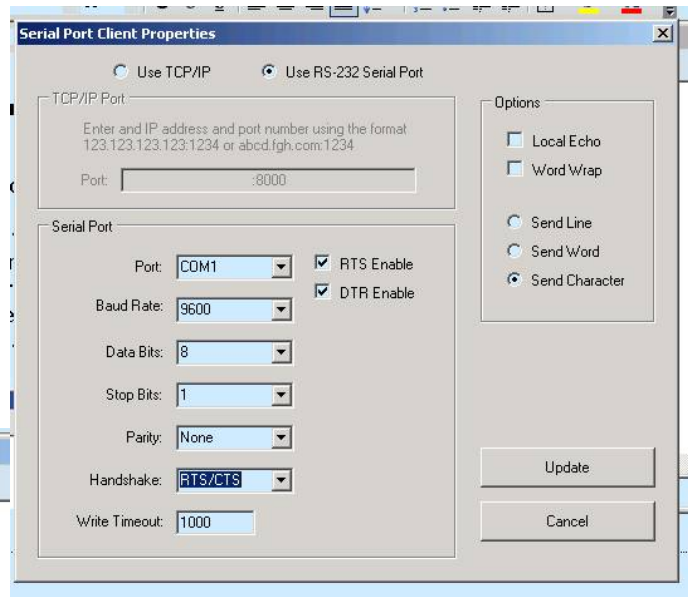 Serial Port Client Properties
Use TCP/IP
Use RS-232 Serial Port
TCP/IP Port
Enter and IP address and port number using the format
123.123.123.123:1234 or abcd.fgh.com:1234
Port:
:8000
Serial Port
Port:
COM1
RTS Enable
Baud Rate:
9600
DTR Enable
Data Bits:
8
Stop Bits:
1
Parity:
None
Handshake:
RTS/CTS
Write Timeout:
1000
Options
Local Echo
Word Wrap
Send Line
Send Word
Send Character
Update
Cancel